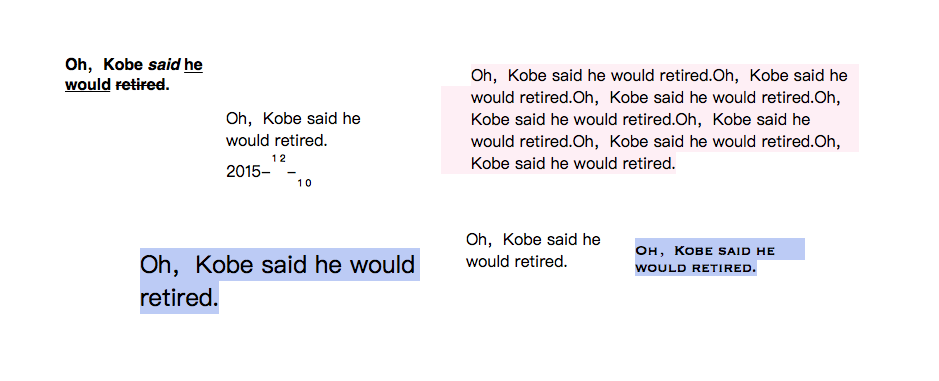 Oh，Kobe said he
would retired.
Oh，Kobe said he
would retired.
2015-12-10
Oh，Kobe said he would retired.Oh，Kobe said he
would retired.Oh，Kobe said he would retired.Oh，
Kobe said he would retired.Oh，Kobe said he
would retired.Oh，Kobe said he would retired.Oh，
Kobe said he would retired.
Oh，Kobe said he would
retired.
Oh，Kobe said he
would retired.
Oh，Kobe said he
would retired.